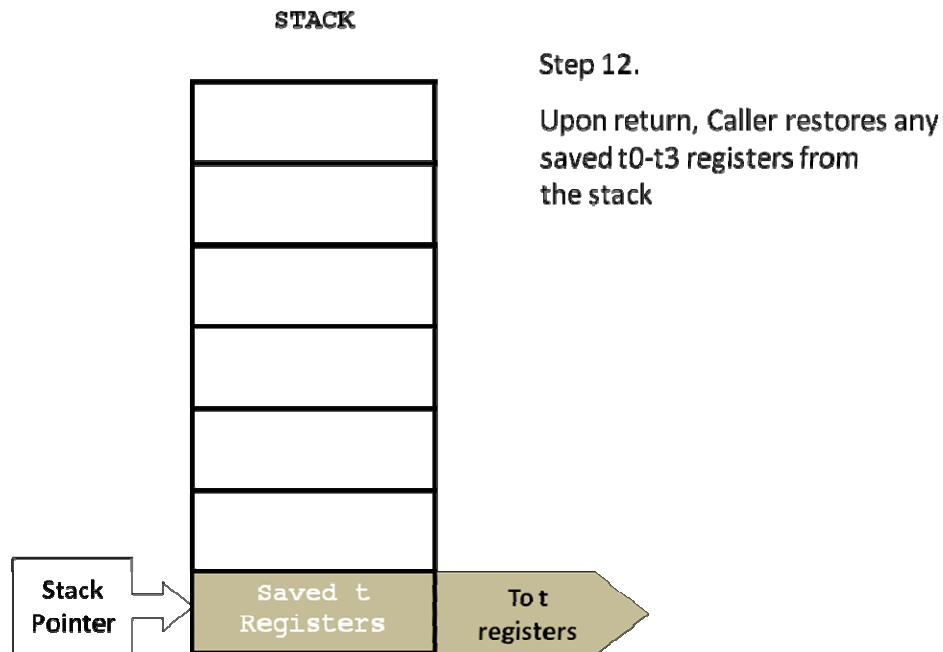 STACK
Step 12.
Upon return, Caller restores any
saved t0-t3 registers from
the stack
Stack
Pointer
Saved t
Registers
To t
registers